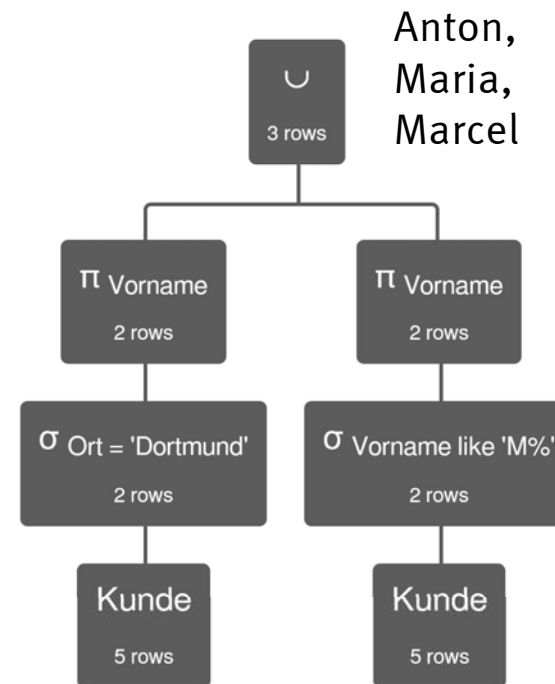 Anton,
Maria,
Marcel
∪
3 rows
π Vorname
2 rows
π Vorname
2 rows
σ Ort = 'Dortmund'
2 rows
σ Vorname like 'M%'
2 rows
Kunde
5 rows
Kunde
5 rows